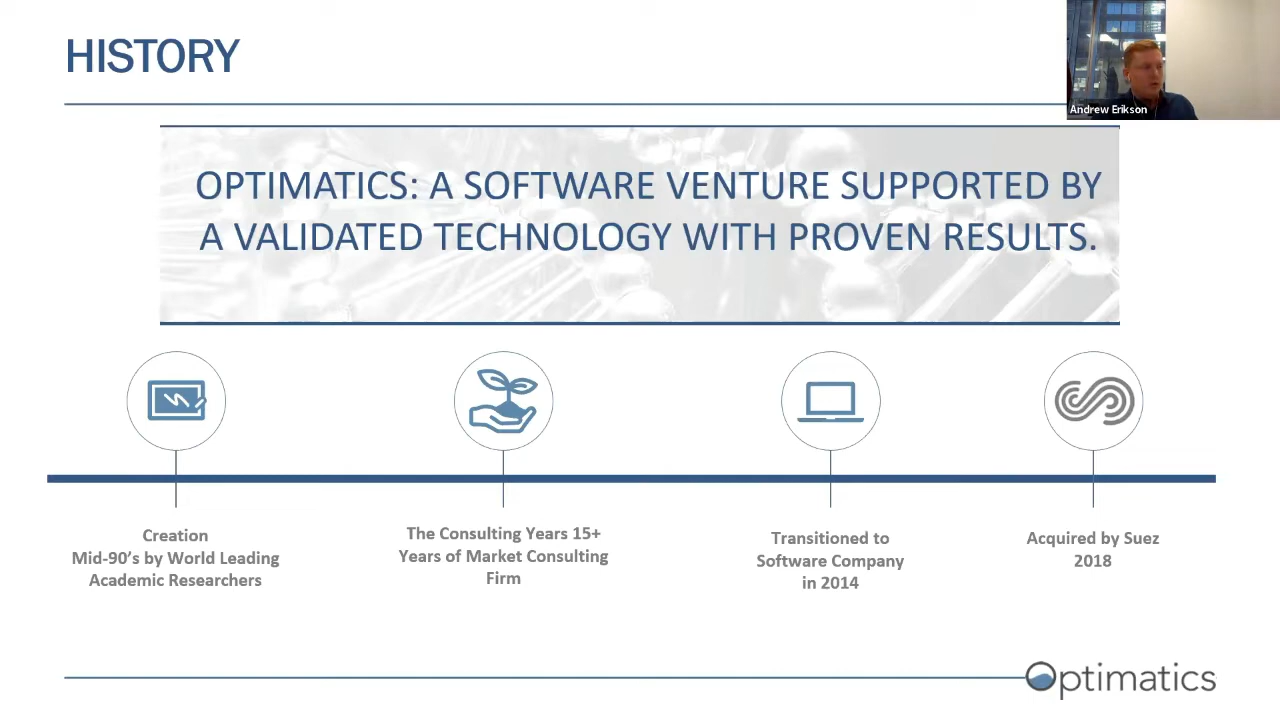 HISTORY
Andrew Erikson
OPTIMATICS: A SOFTWARE VENTURE SUPPORTED BY
A VALIDATED TECHNOLOGY WITH PROVEN RESULTS.
Creation
Mid-90's by World Leading
Academic Researchers
The Consulting Years 15+
Years of Market Consulting
Firm
Transitioned to
Software Company
in 2014
Acquired by Suez
2018
Optimatics